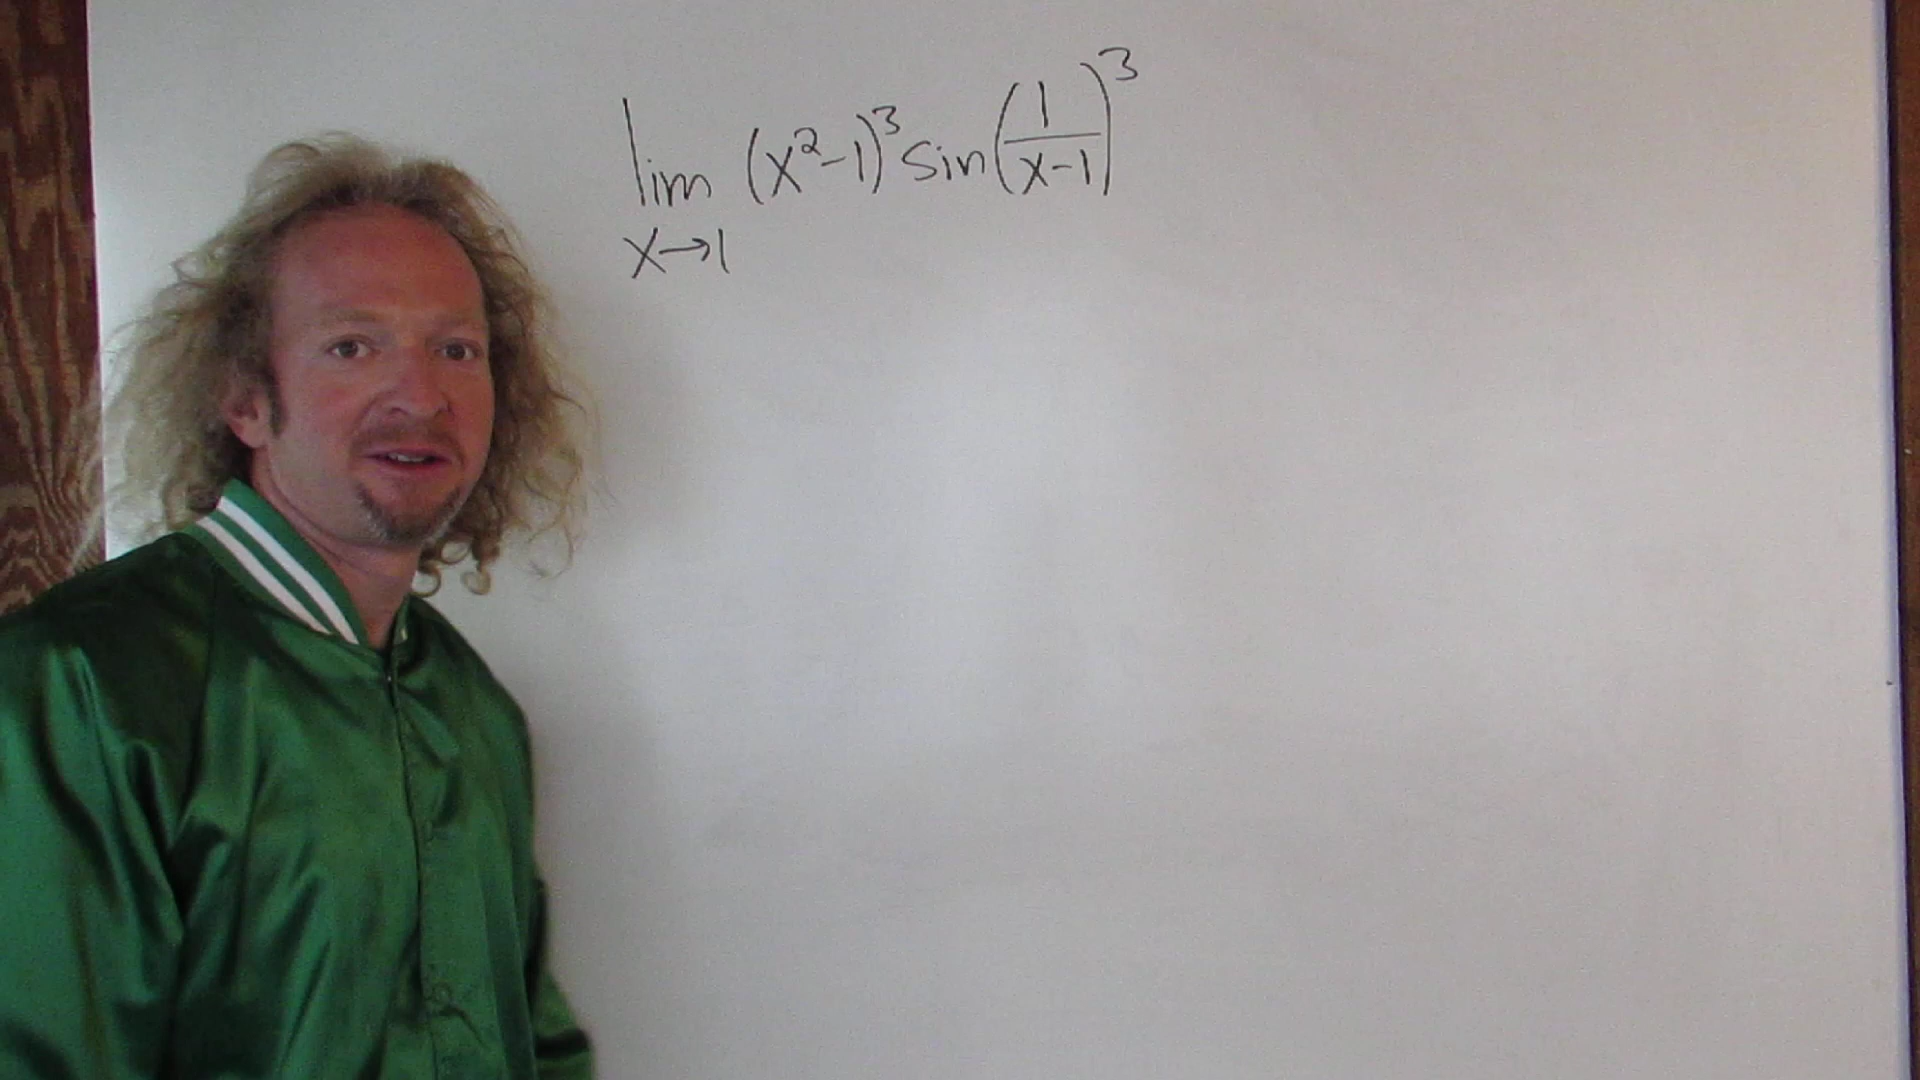 lim (x²-1)³ sin(1/(x-1))³
x→1